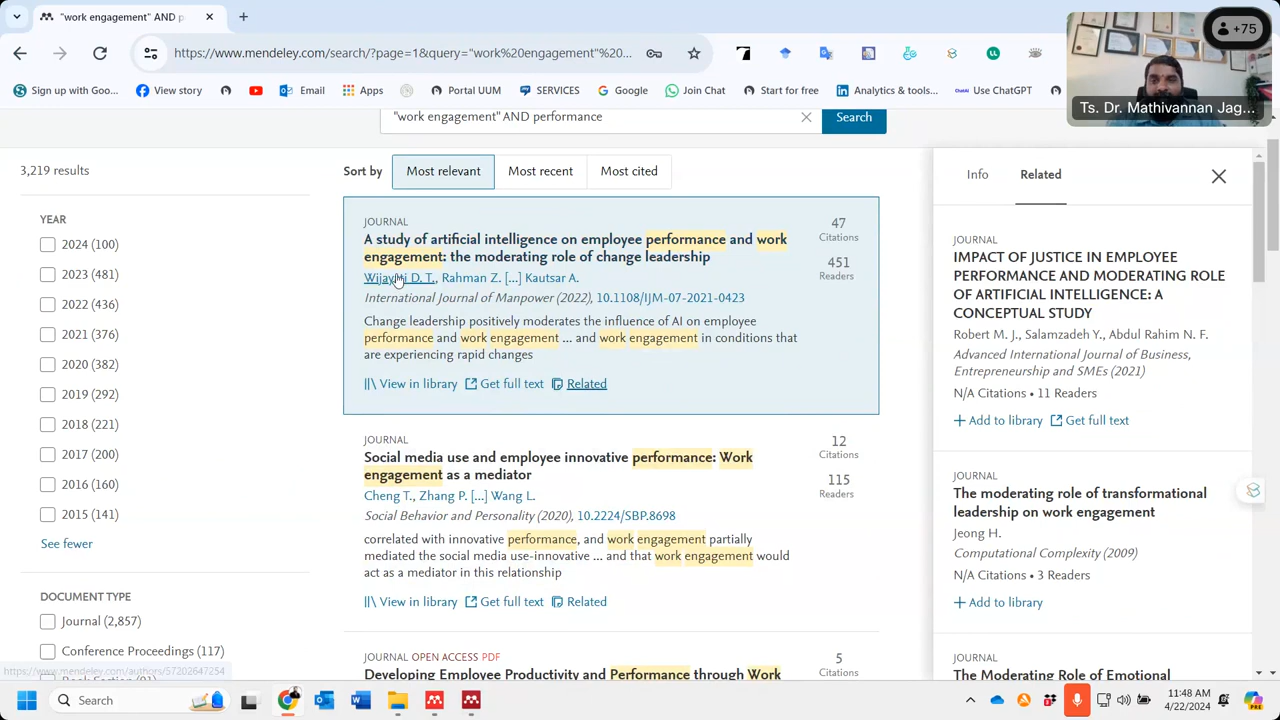 "work engagement" AND p
https://www.mendeley.com/search/?page=1&query="work%20engagement"%20...
+75
Ts. Dr. Mathivannan Jag...
Sign up with Goo...
View story
Email
Apps
Portal UUM
SERVICES
Google
Join Chat
Start for free
Analytics & tools...
Use ChatGPT
"work engagement" AND performance
Search
3,219 results
Sort by
Most relevant
Most recent
Most cited
YEAR
2024 (100)
2023 (481)
2022 (436)
2021 (376)
2020 (382)
2019 (292)
2018 (221)
2017 (200)
2016 (160)
2015 (141)
See fewer
DOCUMENT TYPE
Journal (2,857)
Conference Proceedings (117)
https://www.mendeley.com/authors/57202647254
JOURNAL
A study of artificial intelligence on employee performance and work
engagement: the moderating role of change leadership
D. T., Rahman Z. [...] Kautsar A.
International Journal of Manpower (2022), 10.1108/IJM-07-2021-0423
Change leadership positively moderates the influence of AI on employee
performance and work engagement ... and work engagement in conditions that
are experiencing rapid changes
View in library
Get full text
Related
47
Citations
451
Readers
JOURNAL
Social media use and employee innovative performance: Work
engagement as a mediator
Cheng T., Zhang P. [...] Wang L.
Social Behavior and Personality (2020), 10.2224/SBP.8698
correlated with innovative performance, and work engagement partially
mediated the social media use-innovative ... and that work engagement would
act as a mediator in this relationship
View in library
Get full text
Related
12
Citations
115
Readers
JOURNAL OPEN ACCESS PDF
Developing Employee Productivity and Performance through Work
5
Citations
Info
Related
JOURNAL
IMPACT OF JUSTICE IN EMPLOYEE
PERFORMANCE AND MODERATING ROLE
OF ARTIFICIAL INTELLIGENCE: A
CONCEPTUAL STUDY
Robert M. J., Salamzadeh Y., Abdul Rahim N. F.
Advanced International Journal of Business,
Entrepreneurship and SMEs (2021)
N/A Citations • 11 Readers
Add to library
Get full text
JOURNAL
The moderating role of transformational
leadership on work engagement
Jeong H.
Computational Complexity (2009)
N/A Citations • 3 Readers
Add to library
JOURNAL
The Moderating Role of Emotional
Search
11:48 AM
4/22/2024